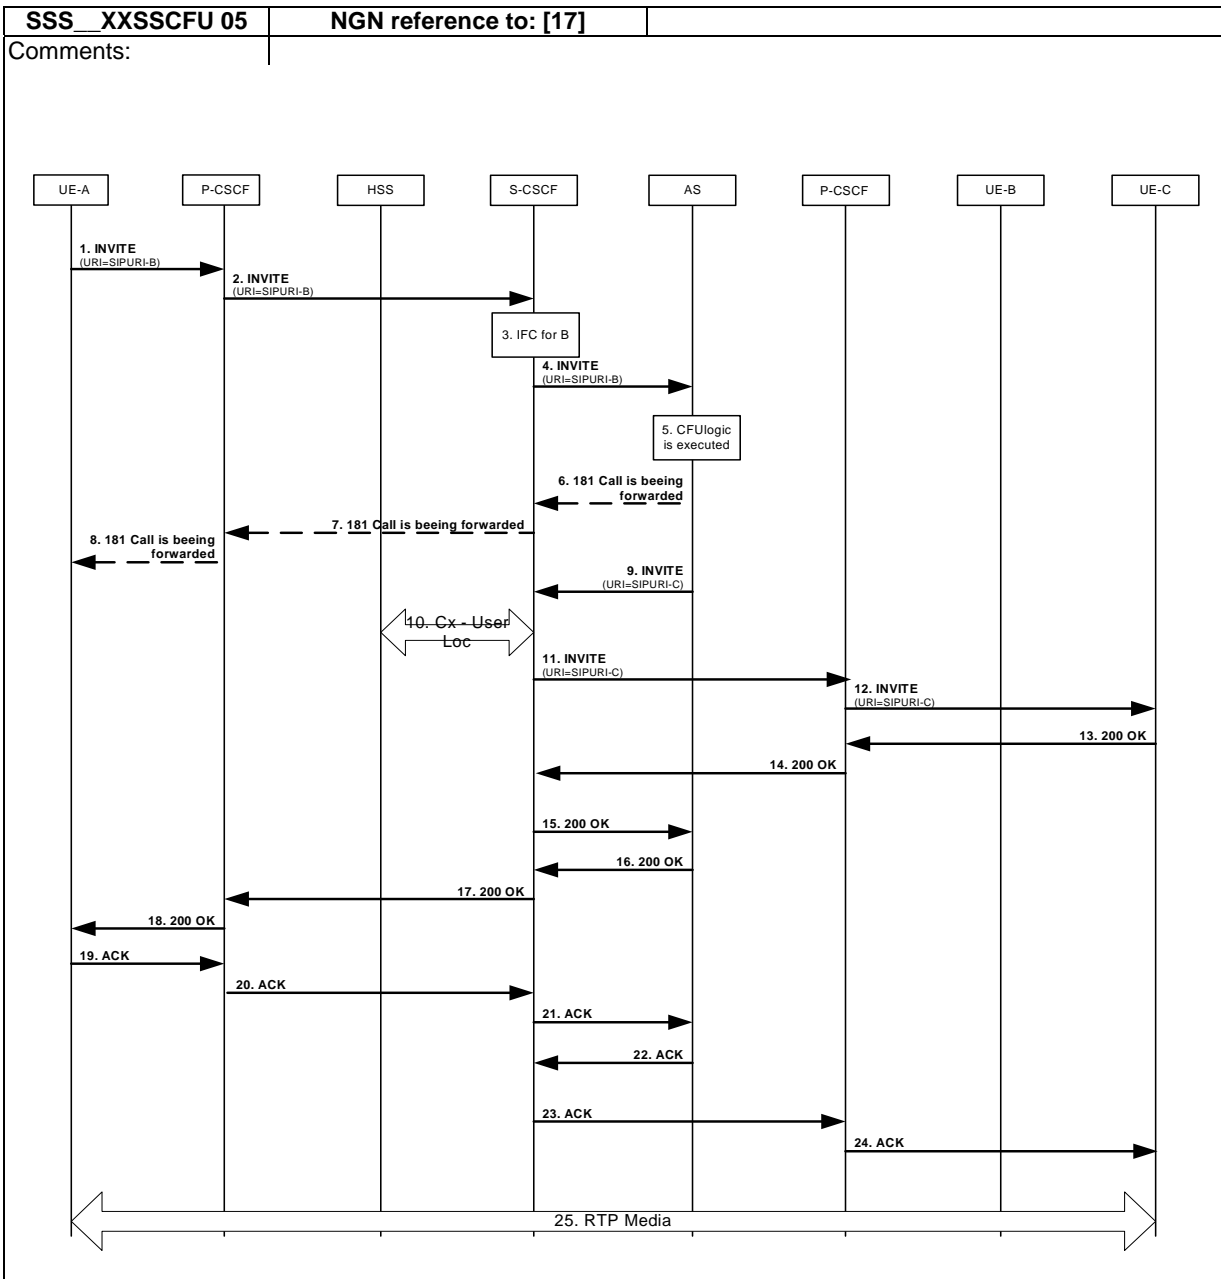 SSS__XXSSCFU 05
NGN reference to: [17]
Comments:
UE-A
P-CSCF
HSS
S-CSCF
AS
P-CSCF
UE-B
UE-C
1. INVITE
(URI=SIPURI-B)
2. INVITE
(URI=SIPURI-B)
3. IFC for B
4. INVITE
(URI=SIPURI-B)
5. CFUlogic
is executed
6. 181 Call is beeing
forwarded
7. 181 Call is beeing forwarded
8. 181 Call is beeing
forwarded
9. INVITE
(URI=SIPURI-C)
10. Cx - User
Loc
11. INVITE
(URI=SIPURI-C)
12. INVITE
(URI=SIPURI-C)
13. 200 OK
14. 200 OK
15. 200 OK
16. 200 OK
17. 200 OK
18. 200 OK
19. ACK
20. ACK
21. ACK
22. ACK
23. ACK
24. ACK
25. RTP Media